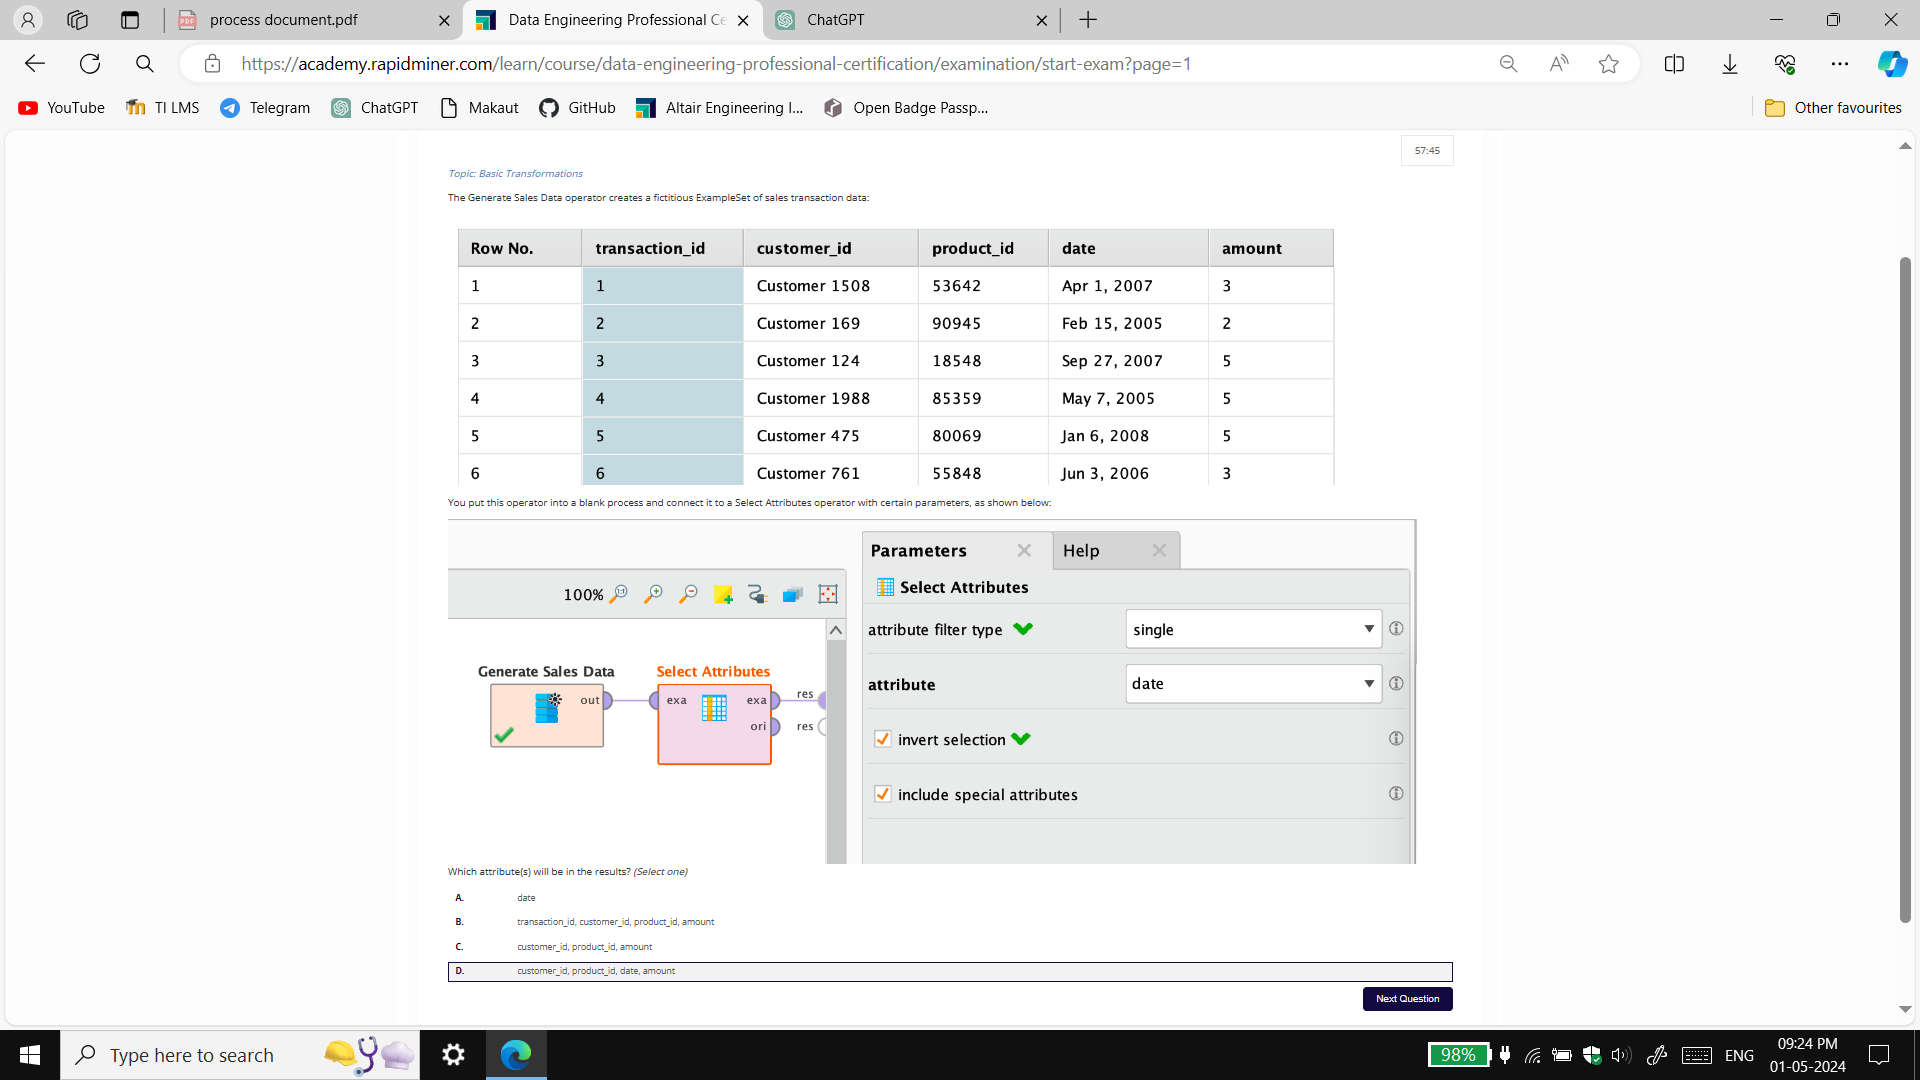 process document.pdf
Data Engineering Professional Ce
ChatGPT
https://academy.rapidminer.com/learn/course/data-engineering-professional-certification/examination/start-exam?page=1
YouTube
TI LMS
Telegram
ChatGPT
Makaut
GitHub
Altair Engineering I...
Open Badge Passp...
Other favourites
57:45
Topic: Basic Transformations
The Generate Sales Data operator creates a fictitious ExampleSet of sales transaction data:
Row No. transaction_id customer_id product_id date amount
1 1 Customer 1508 53642 Apr 1, 2007 3
2 2 Customer 169 90945 Feb 15, 2005 2
3 3 Customer 124 18548 Sep 27, 2007 5
4 4 Customer 1988 85359 May 7, 2005 5
5 5 Customer 475 80069 Jan 6, 2008 5
6 6 Customer 761 55848 Jun 3, 2006 3
You put this operator into a blank process and connect it to a Select Attributes operator with certain parameters, as shown below:
100%
Generate Sales Data
out
Select Attributes
exa exa
ori
res
res
Parameters
Help
Select Attributes
attribute filter type single
attribute date
invert selection
include special attributes
Which attribute(s) will be in the results? (Select one)
A. date
B. transaction_id, customer_id, product_id, amount
C. customer_id, product_id, amount
D. customer_id, product_id, date, amount
Next Question
Type here to search
98%
ENG
09:24 PM
01-05-2024